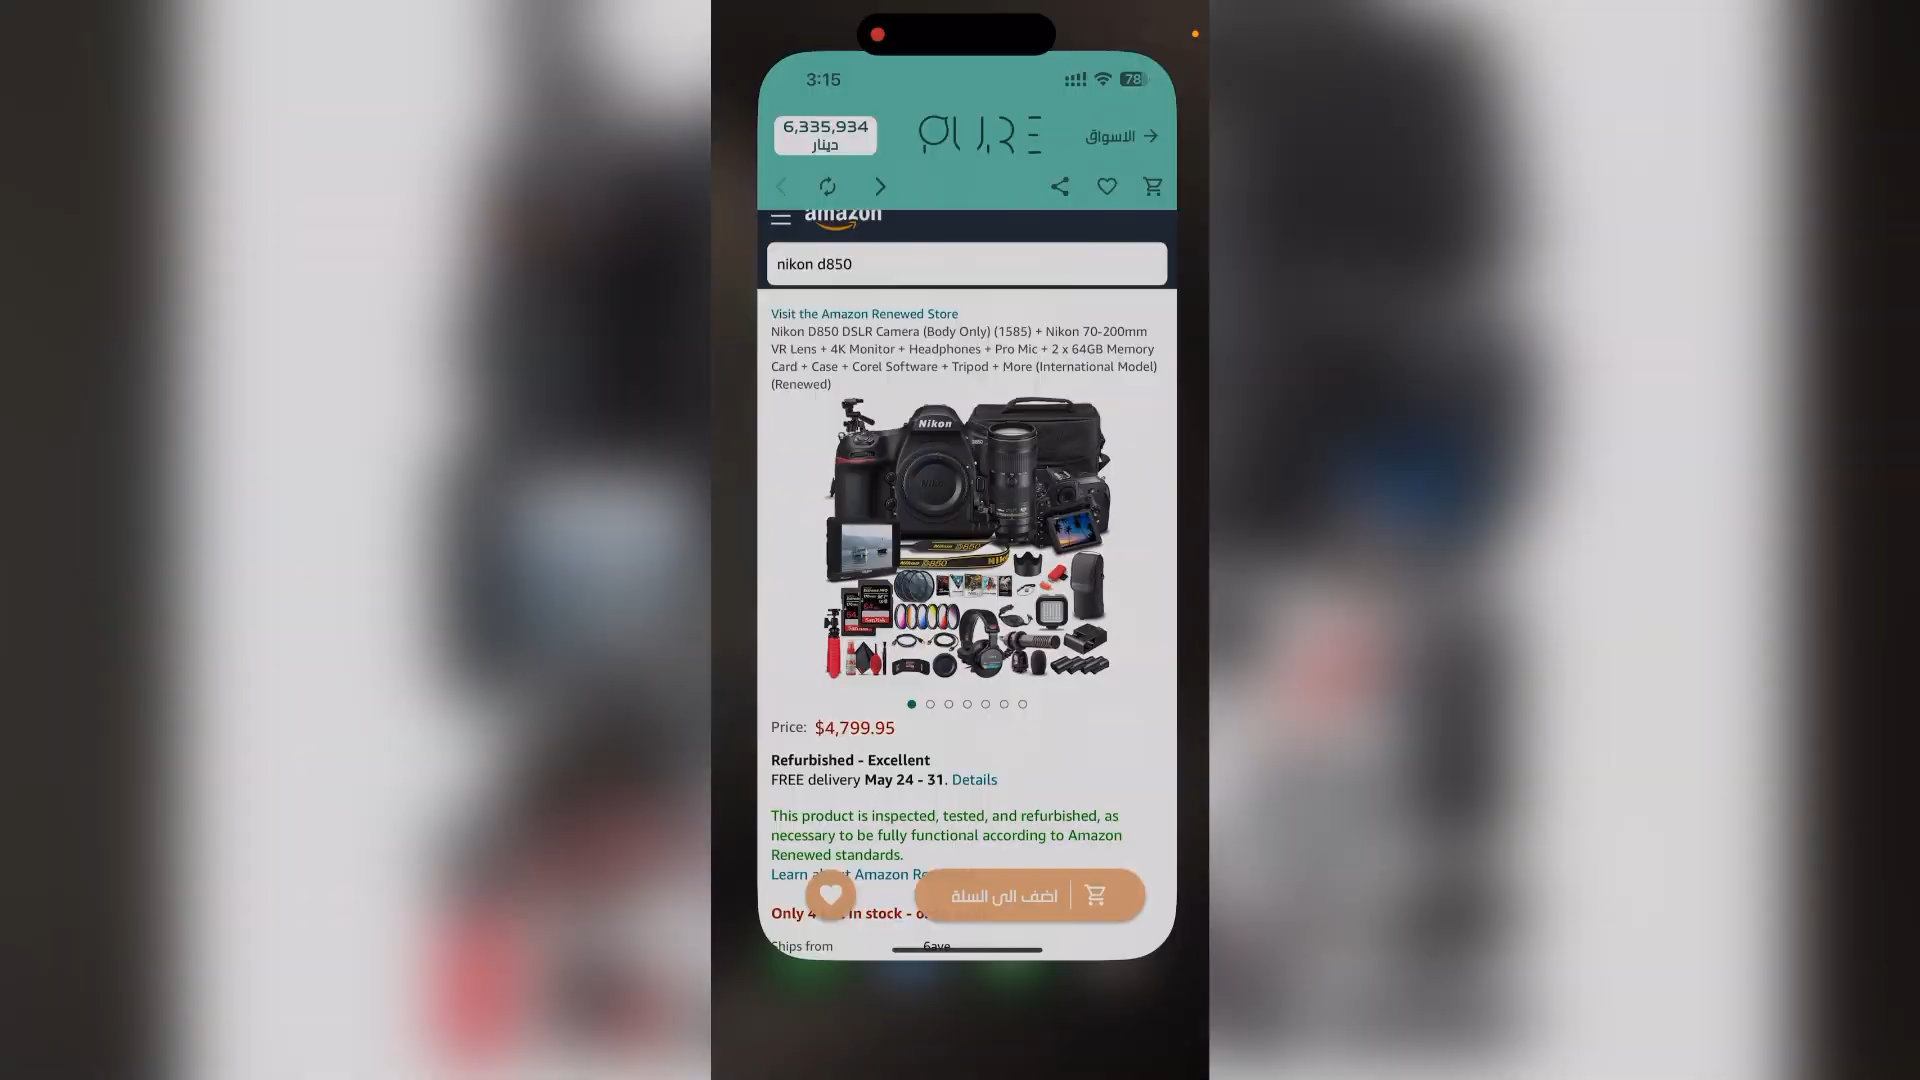 3:15
78
6,335,934
دينار
PURE
الاسواق
amazon
nikon d850
Visit the Amazon Renewed Store
Nikon D850 DSLR Camera (Body Only) (1585) + Nikon 70-200mm
VR Lens + 4K Monitor + Headphones + Pro Mic + 2 x 64GB Memory
Card + Case + Corel Software + Tripod + More (International Model)
(Renewed)
Nikon
Price: $4,799.95
Refurbished - Excellent
FREE delivery May 24 - 31. Details
This product is inspected, tested, and refurbished, as
necessary to be fully functional according to Amazon
Renewed standards.
Learn Amazon
اضف الى السلة
Only 4 in stock -
Ships from 6ave